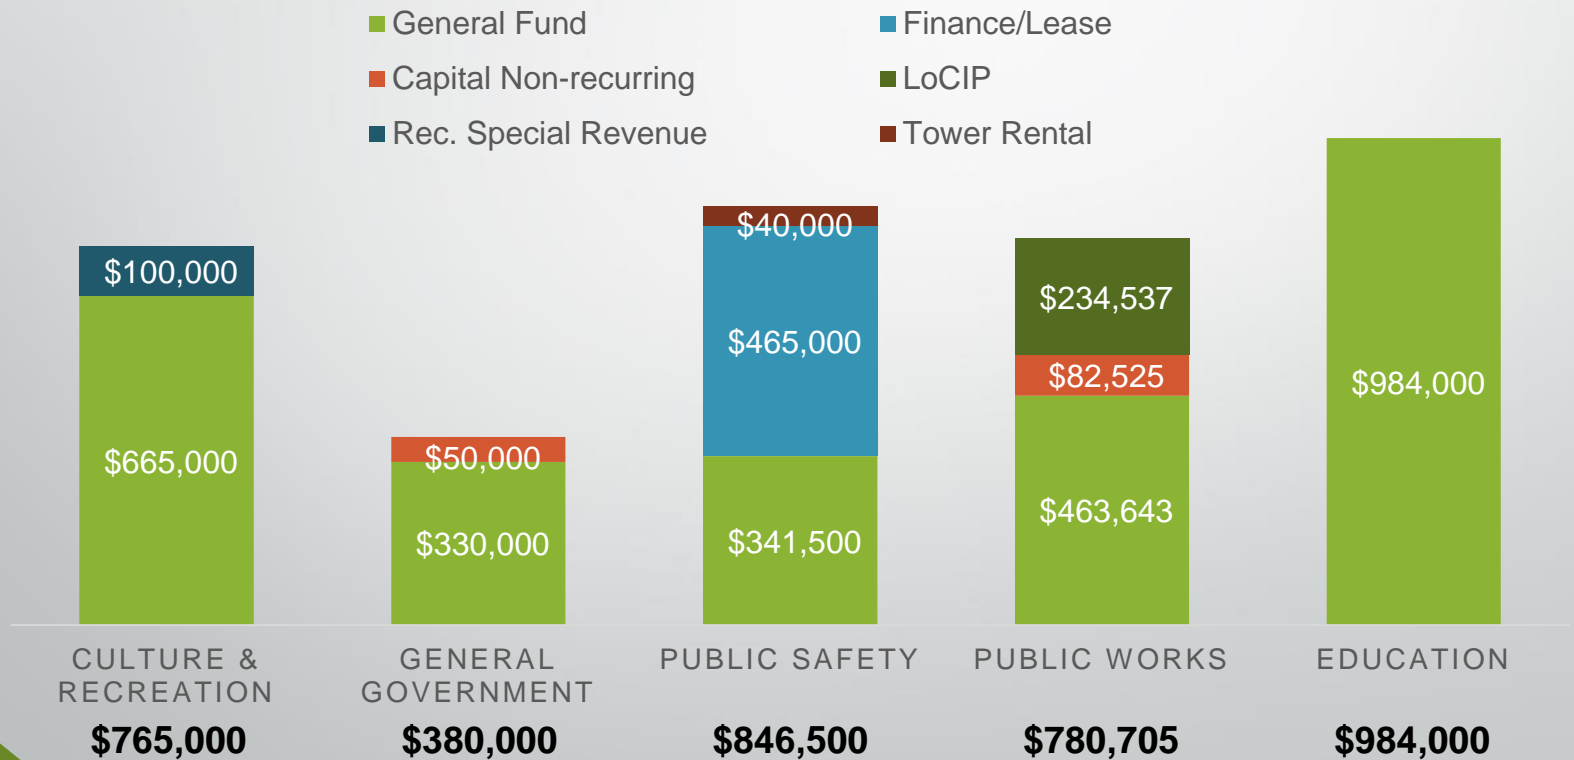 General Fund
Finance/Lease
Capital Non-recurring
LoCIP
Rec. Special Revenue
Tower Rental
$100,000
$665,000
$50,000
$330,000
$40,000
$465,000
$341,500
$234,537
$82,525
$463,643
$984,000
CULTURE &
RECREATION
GENERAL
GOVERNMENT
PUBLIC SAFETY
PUBLIC WORKS
EDUCATION
$765,000
$380,000
$846,500
$780,705
$984,000